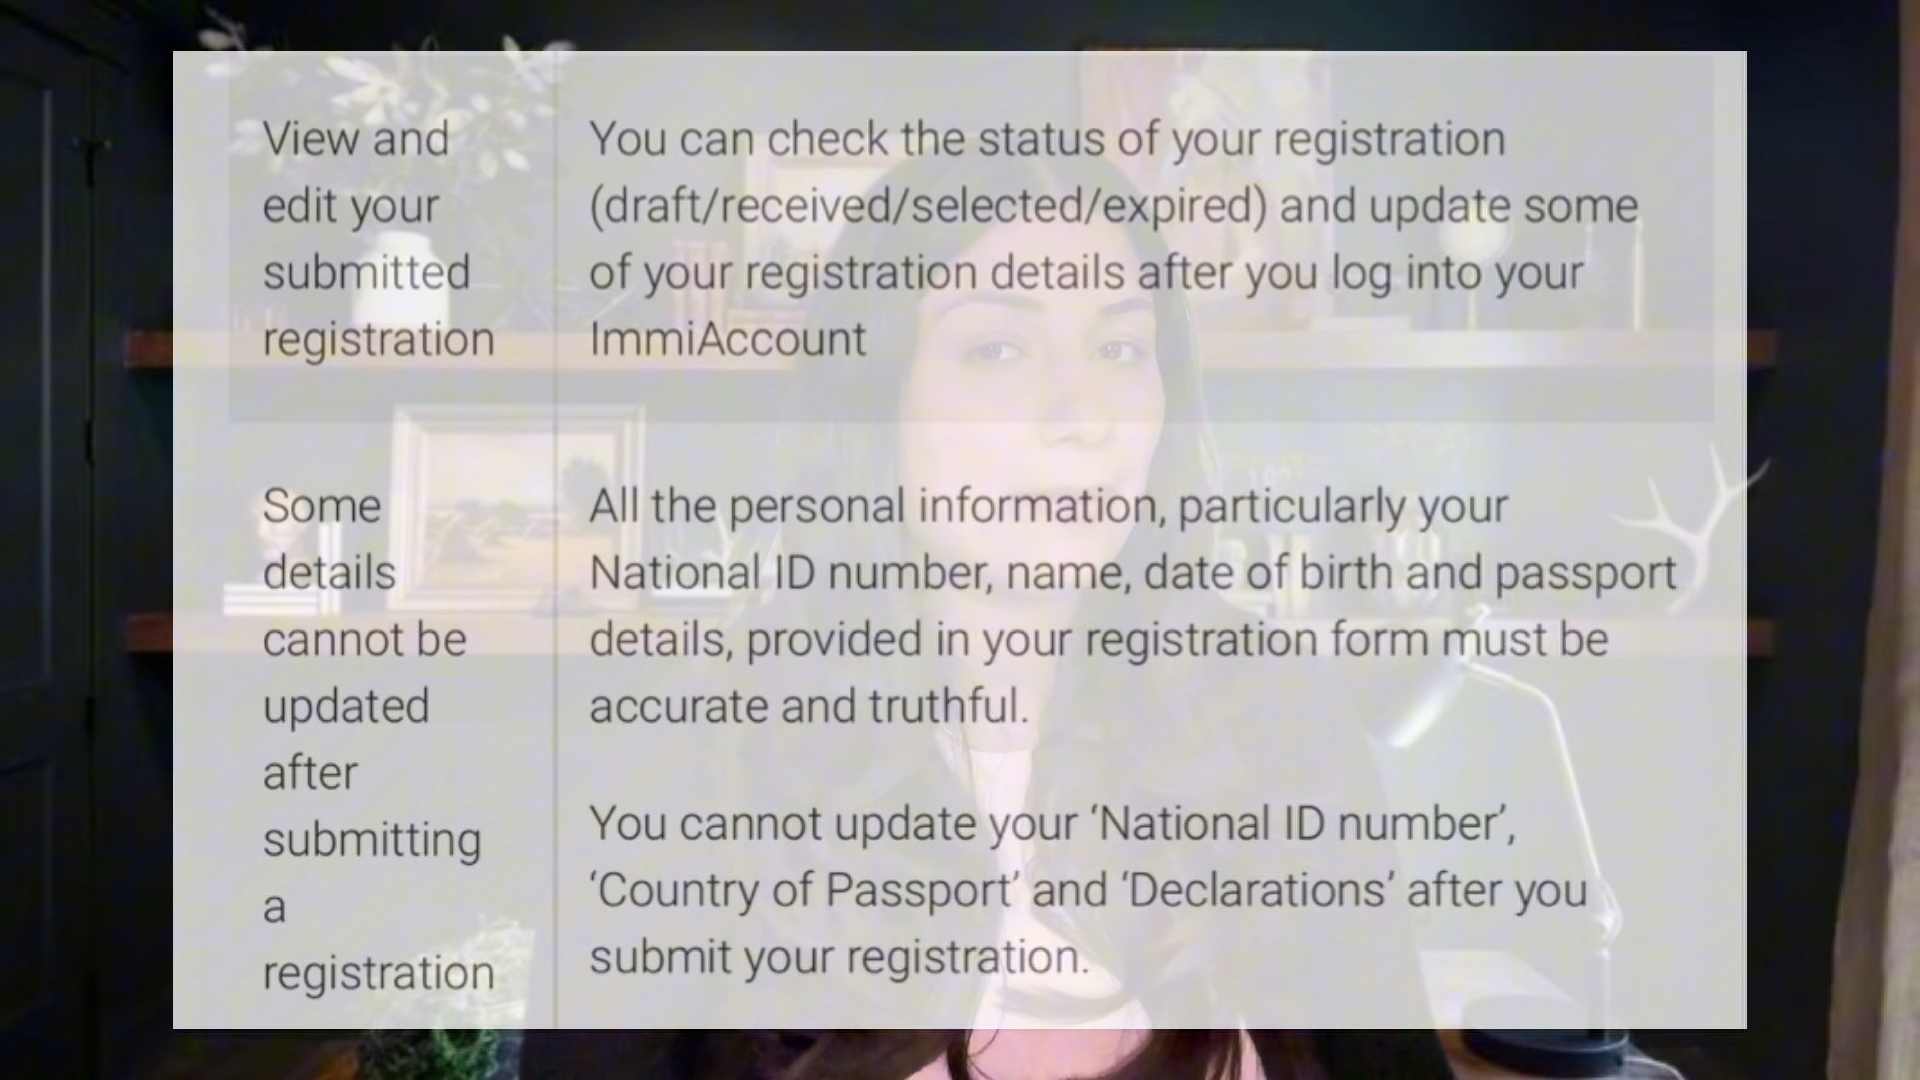 View and
edit your
submitted
registration
You can check the status of your registration
(draft/received/selected/expired) and update some
of your registration details after you log into your
ImmiAccount
Some
details
cannot be
updated
after
submitting
a
registration
All the personal information, particularly your
National ID number, name, date of birth and passport
details, provided in your registration form must be
accurate and truthful.
You cannot update your ‘National ID number’,
‘Country of Passport’ and ‘Declarations’ after you
submit your registration.